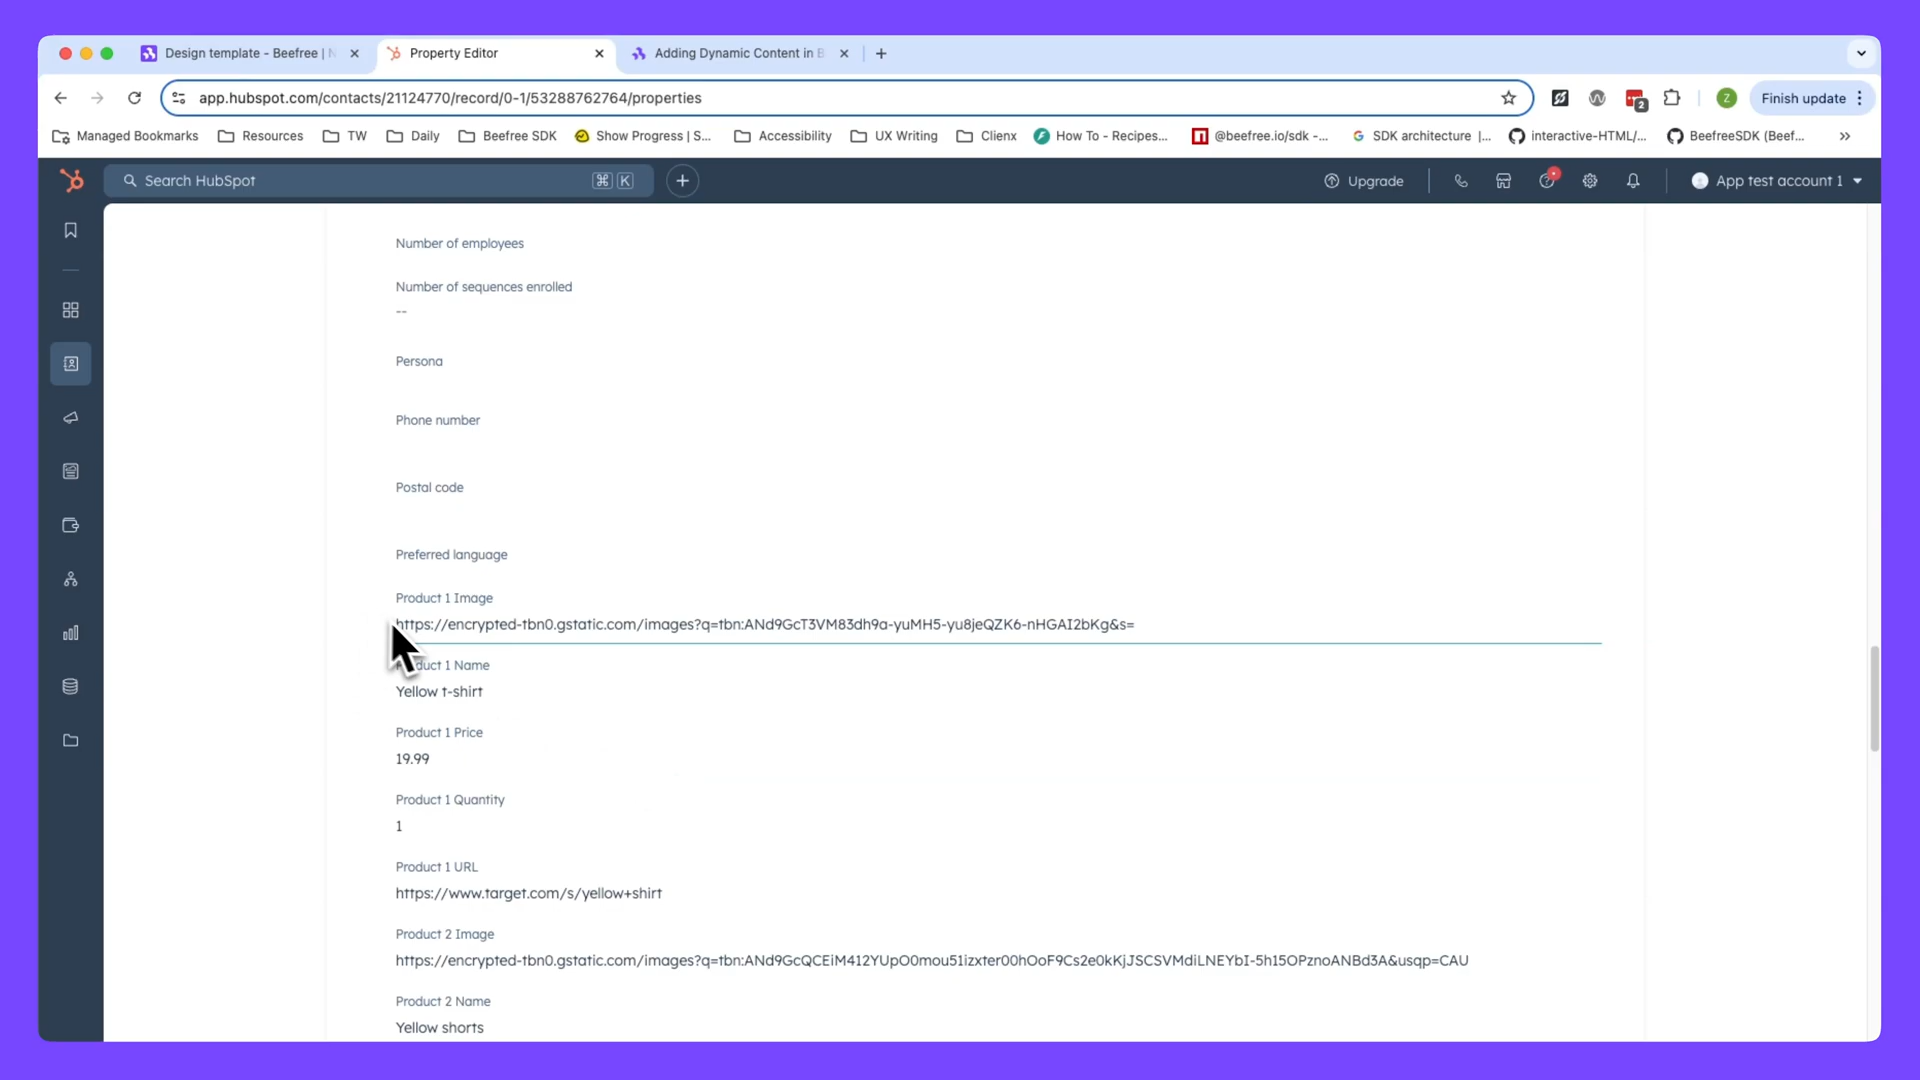 Design template - Beefree | N
Property Editor
Adding Dynamic Content in B
app.hubspot.com/contacts/21124770/record/0-1/53288762764/properties
2
Z
Finish update
Managed Bookmarks
Resources
TW
Daily
Beefree SDK
Show Progress | S...
Accessibility
UX Writing
Clienx
How To - Recipes...
@beefree.io/sdk -...
SDK architecture |...
interactive-HTML/...
BeefreeSDK (Beef...
Search HubSpot
⌘ K
Upgrade
App test account 1
Number of employees
Number of sequences enrolled
--
Persona
Phone number
Postal code
Preferred language
Product 1 Image
https://encrypted-tbn0.gstatic.com/images?q=tbn:ANd9GcT3VM83dh9a-yuMH5-yu8jeQZK6-nHGAI2bKg&s=
duct 1 Name
Yellow t-shirt
Product 1 Price
19.99
Product 1 Quantity
1
Product 1 URL
https://www.target.com/s/yellow+shirt
Product 2 Image
https://encrypted-tbn0.gstatic.com/images?q=tbn:ANd9GcQCEiM412YUpO0mou51izxter00hOoF9Cs2e0kKjJSCSVMdiLNEYbI-5h15OPznoANBd3A&usqp=CAU
Product 2 Name
Yellow shorts